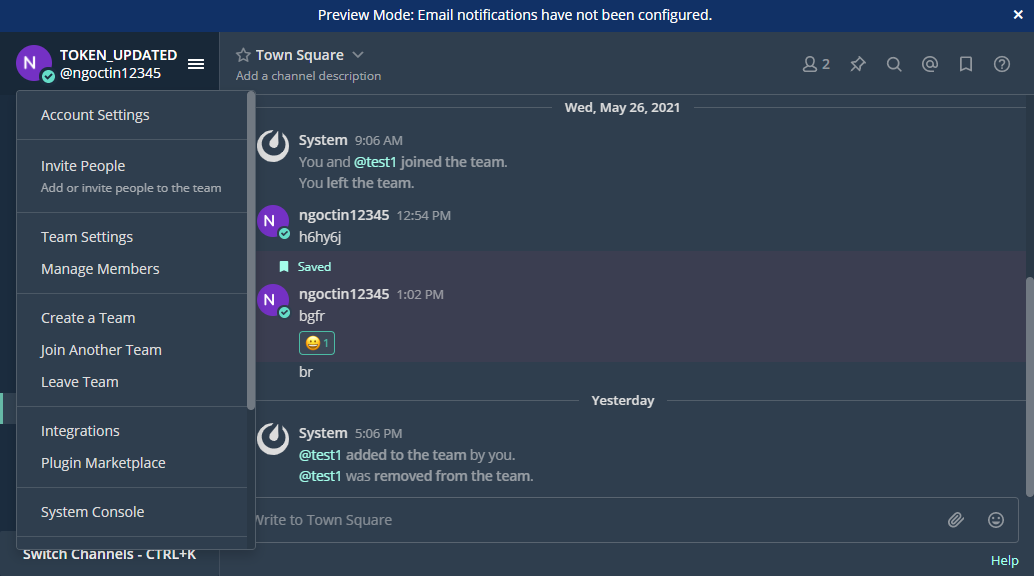 Preview Mode: Email notifications have not been configured.
N
TOKEN_UPDATED
@ngoctin12345
Town Square
Add a channel description
2
Account Settings
Invite People
Add or invite people to the team
Team Settings
Manage Members
Create a Team
Join Another Team
Leave Team
Integrations
Plugin Marketplace
System Console
Switch Channels - CTRL+K
Wed, May 26, 2021
System 9:06 AM
You and @test1 joined the team.
You left the team.
N
ngoctin12345 12:54 PM
h6hy6j
Saved
N
ngoctin12345 1:02 PM
bgfr
1
br
Yesterday
System 5:06 PM
@test1 added to the team by you.
@test1 was removed from the team.
Write to Town Square
Help